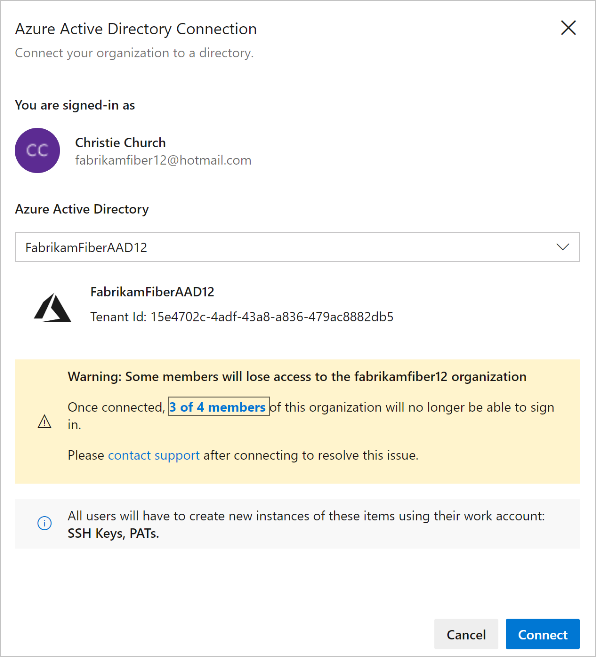 Azure Active Directory Connection
Connect your organization to a directory.
You are signed-in as
CC
Christie Church
fabrikamfiber12@hotmail.com
Azure Active Directory
FabrikamFiberAAD12
FabrikamFiberAAD12
Tenant Id: 15e4702c-4adf-43a8-a836-479ac8882db5
Warning: Some members will lose access to the fabrikamfiber12 organization
Once connected, 3 of 4 members of this organization will no longer be able to sign
in.
Please contact support after connecting to resolve this issue.
All users will have to create new instances of these items using their work account:
SSH Keys, PATs.
Cancel
Connect